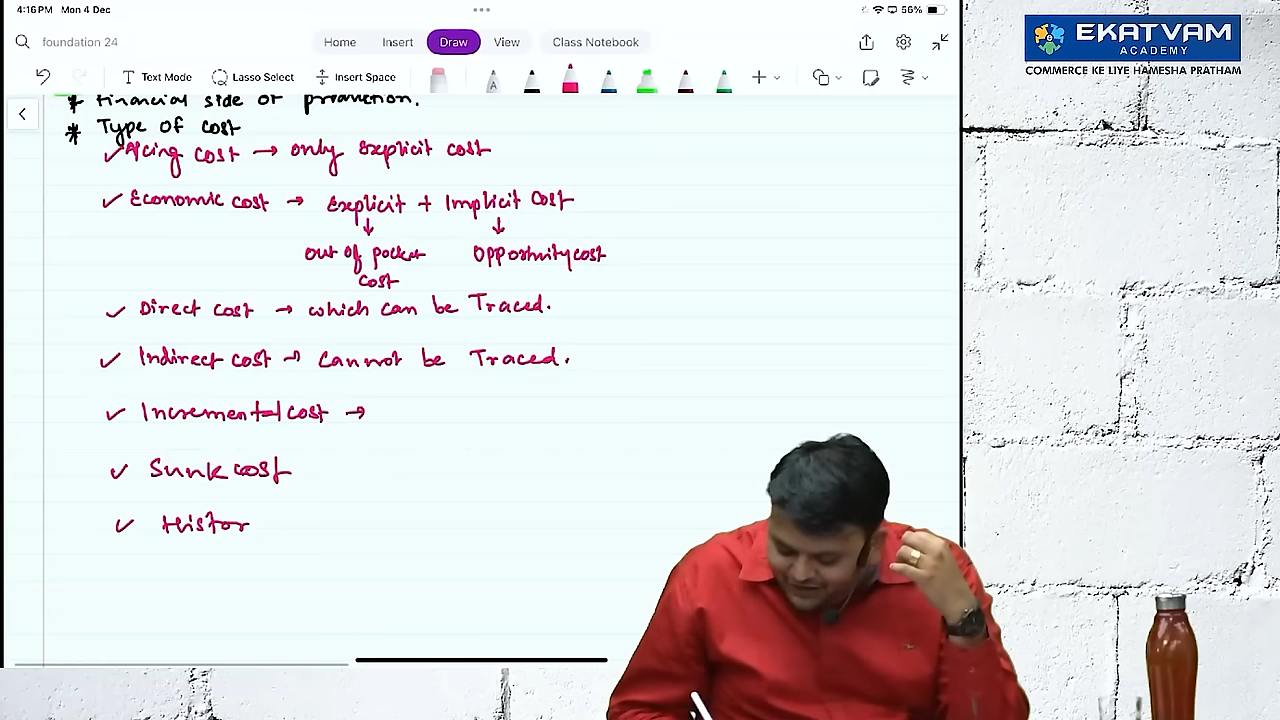 4:16 PM Mon 4 Dec
56%
foundation 24
Home Insert Draw View Class Notebook
Text Mode Lasso Select Insert Space
* Financial side of production.
* Type of cost
✓ A/cing cost → only Explicit cost
✓ Economic cost → Explicit + Implicit Cost
↓ ↓
out of pocket cost
Opportunity cost
✓ Direct cost → which can be Traced.
✓ Indirect cost → Cannot be Traced.
✓ Incremental cost →
✓ Sunk cost
✓ Histor
EKATVAM
ACADEMY
COMMERCE KE LIYE HAMESHA PRATHAM